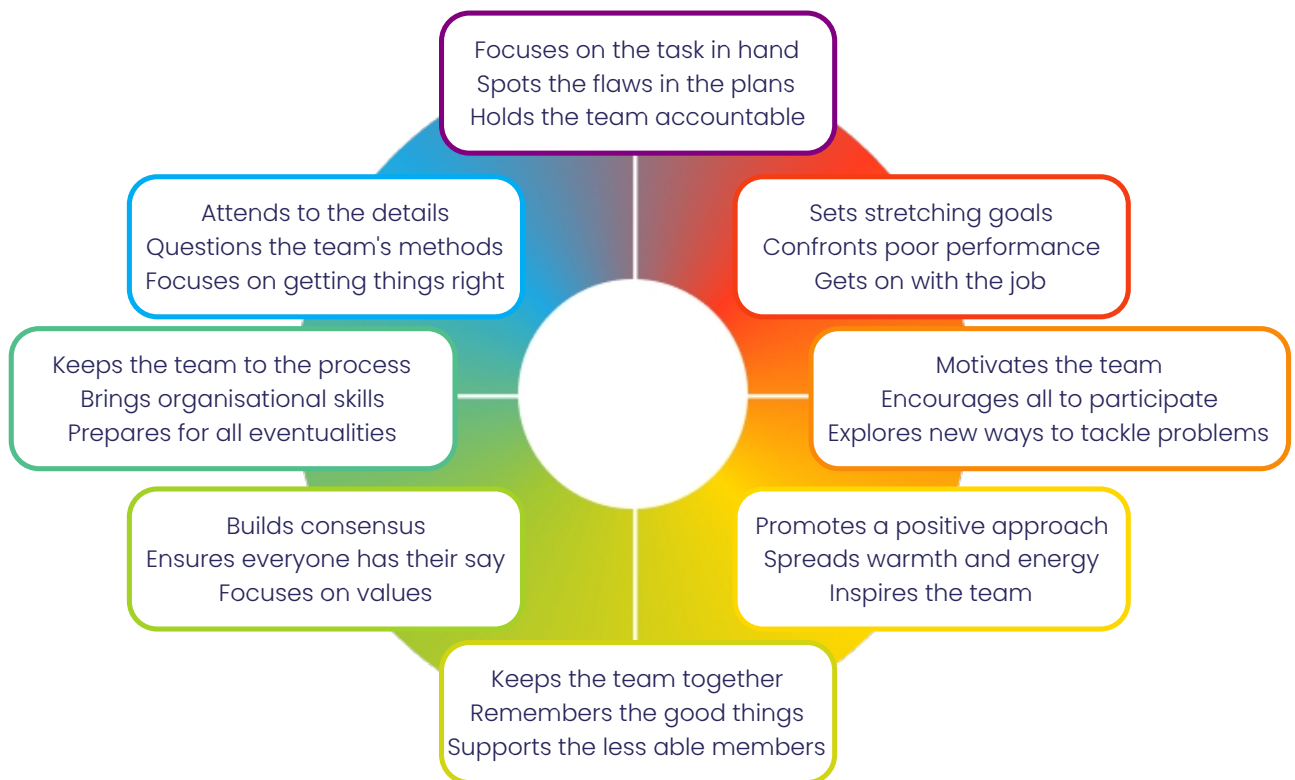 Focuses on the task in hand
Spots the flaws in the plans
Holds the team accountable
Attends to the details
Questions the team's methods
Focuses on getting things right
Sets stretching goals
Confronts poor performance
Gets on with the job
Keeps the team to the process
Brings organisational skills
Prepares for all eventualities
Motivates the team
Encourages all to participate
Explores new ways to tackle problems
Builds consensus
Ensures everyone has their say
Focuses on values
Promotes a positive approach
Spreads warmth and energy
Inspires the team
Keeps the team together
Remembers the good things
Supports the less able members